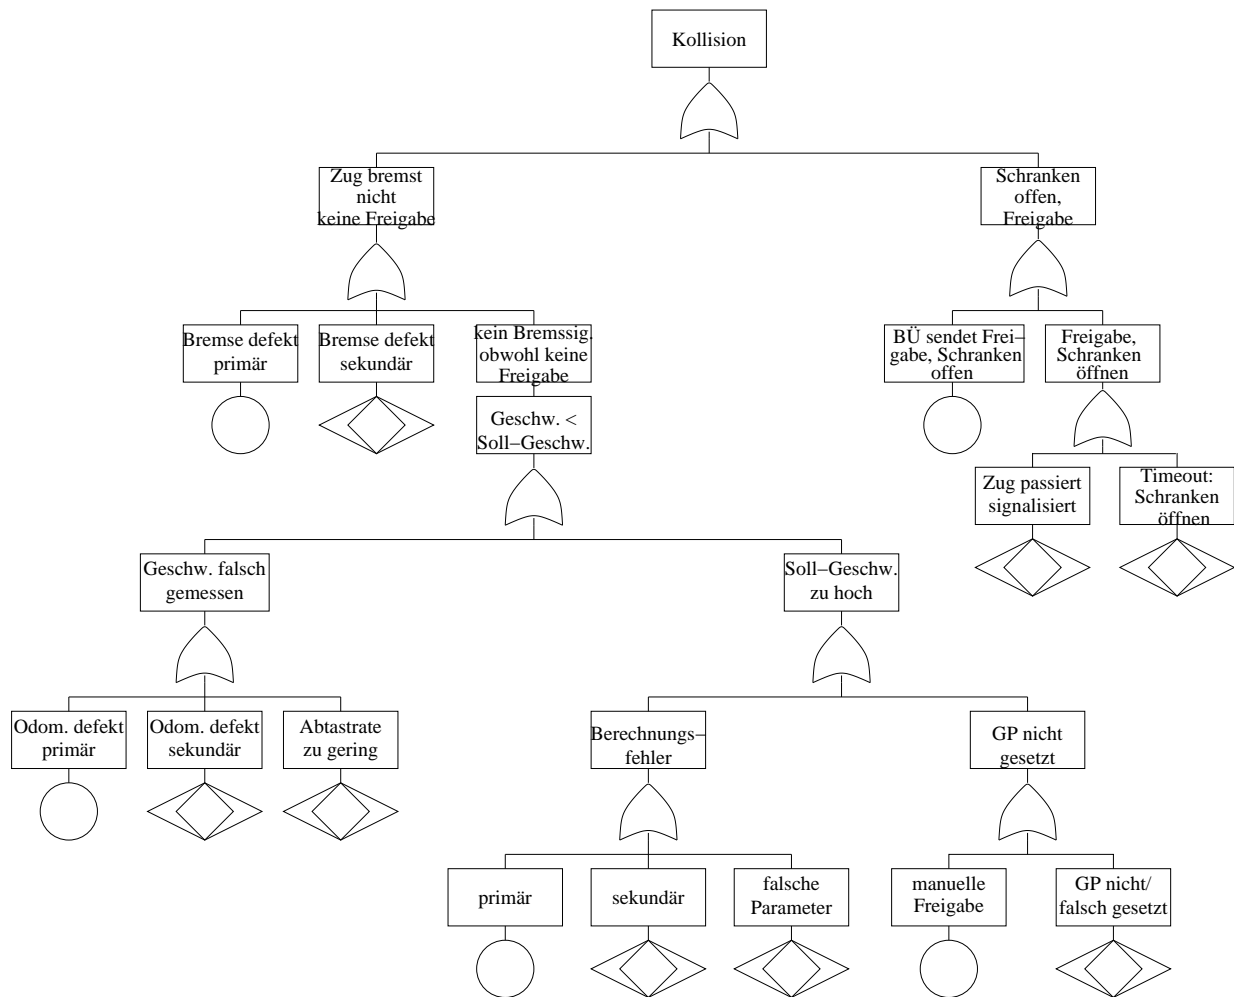 Kollision
Zug bremst
nicht
keine Freigabe
Schranken
offen,
Freigabe
Bremse defekt
primär
Bremse defekt
sekundär
kein Bremssig.
obwohl keine
Freigabe
BÜ sendet Frei–
gabe, Schranken
offen
Freigabe,
Schranken
öffnen
Geschw. <
Soll–Geschw.
Zug passiert
signalisiert
Timeout:
Schranken
öffnen
Geschw. falsch
gemessen
Soll–Geschw.
zu hoch
Odom. defekt
primär
Odom. defekt
sekundär
Abtastrate
zu gering
Berechnungs–
fehler
GP nicht
gesetzt
primär
sekundär
falsche
Parameter
manuelle
Freigabe
GP nicht/
falsch gesetzt